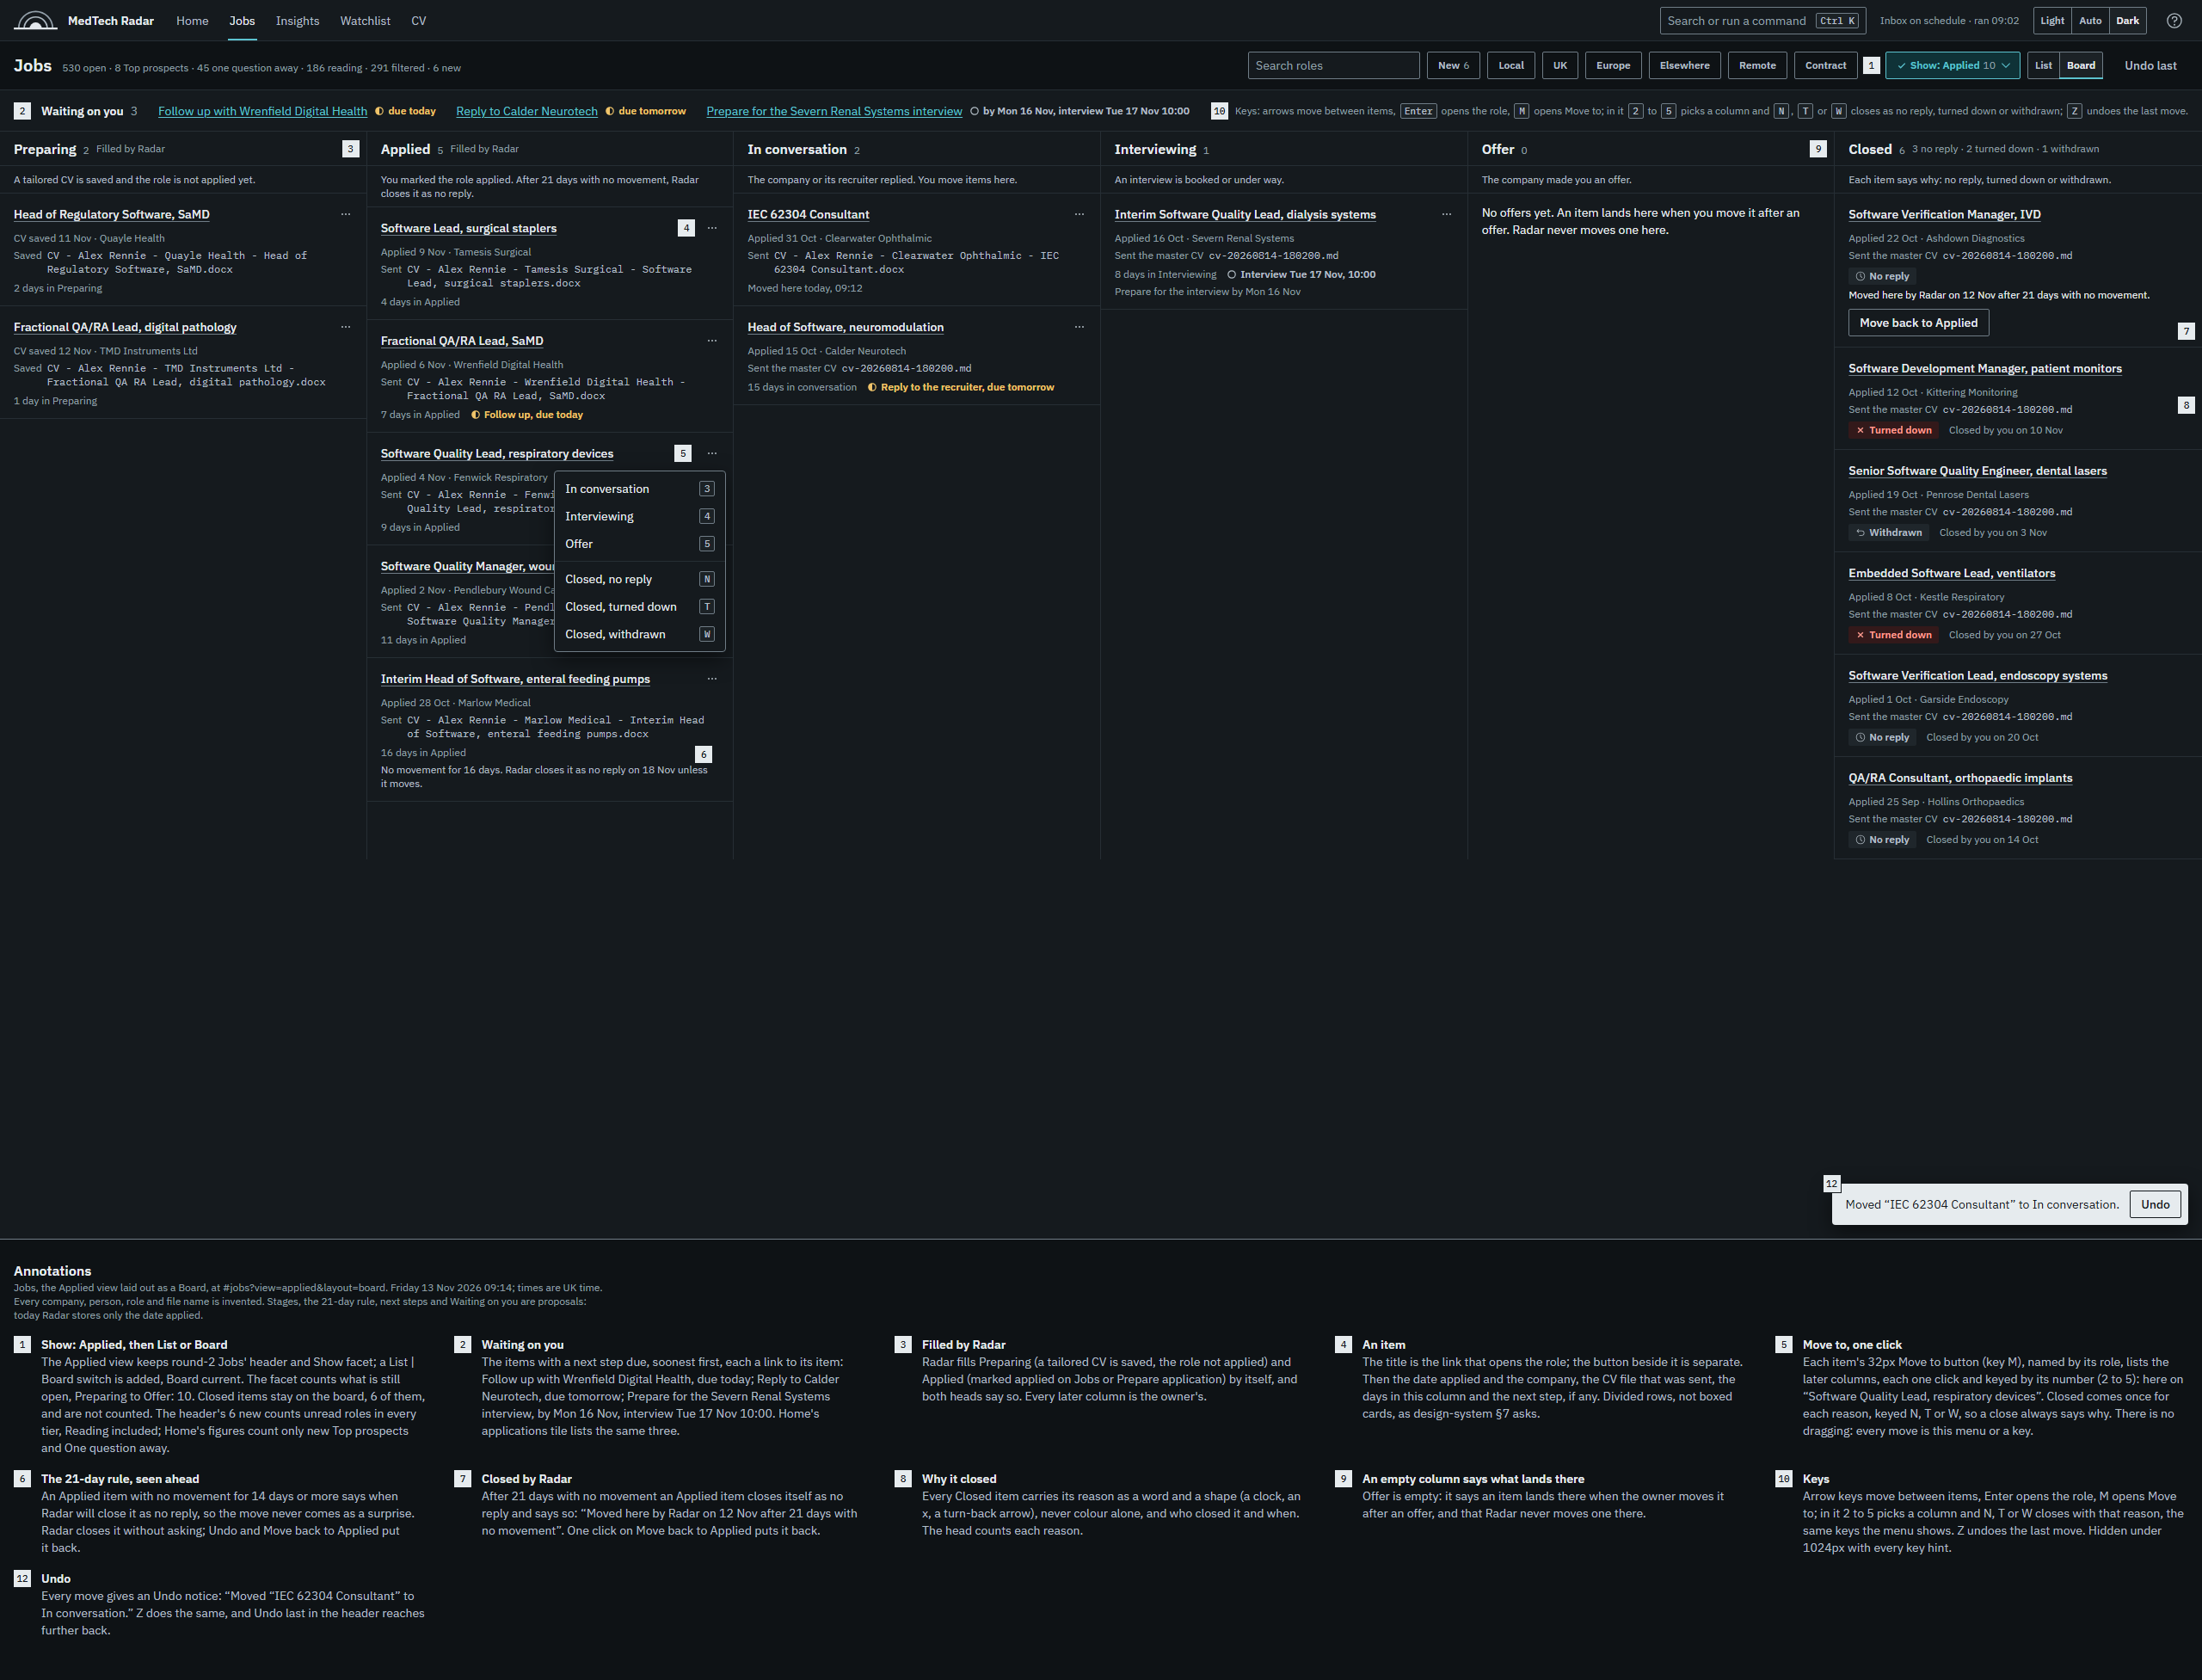 MedTech Radar Home Jobs Insights Watchlist CV Search or run a command Ctrl K Inbox on schedule · ran 09:02 Light Auto Dark ?
Jobs 530 open · 8 Top prospects · 45 one question away · 186 reading · 291 filtered · 6 new Search roles New 6 Local UK Europe Elsewhere Remote Contract 1 Show: Applied 10 List Board Undo last
2 Waiting on you 3 Follow up with Wrenfield Digital Health due today Reply to Calder Neurotech due tomorrow Prepare for the Severn Renal Systems interview by Mon 16 Nov, interview Tue 17 Nov 10:00 10 Keys: arrows move between items, Enter opens the role, M opens Move to; in it 2 to 5 picks a column and N, T or W closes as no reply, turned down or withdrawn; Z undoes the last move.
Preparing 2 Filled by Radar 3
A tailored CV is saved and the role is not applied yet.
Head of Regulatory Software, SaMD ...
CV saved 11 Nov · Quayle Health
Saved CV - Alex Rennie - Quayle Health - Head of
Regulatory Software, SaMD.docx
2 days in Preparing
Fractional QA/RA Lead, digital pathology ...
CV saved 12 Nov · TMD Instruments Ltd
Saved CV - Alex Rennie - TMD Instruments Ltd -
Fractional QA RA Lead, digital pathology.docx
1 day in Preparing
Applied 5 Filled by Radar
You marked the role applied. After 21 days with no movement, Radar
closes it as no reply.
Software Lead, surgical staplers 4 ...
Applied 9 Nov · Tamesis Surgical
Sent CV - Alex Rennie - Tamesis Surgical - Software
Lead, surgical staplers.docx
4 days in Applied
Fractional QA/RA Lead, SaMD ...
Applied 6 Nov · Wrenfield Digital Health
Sent CV - Alex Rennie - Wrenfield Digital Health -
Fractional QA RA Lead, SaMD.docx
7 days in Applied Follow up, due today
Software Quality Lead, respiratory devices 5 ...
Applied 4 Nov · Fenwick Respiratory
Sent CV - Alex Rennie - Fenwi
Quality Lead, respirator
9 days in Applied
In conversation 3
Interviewing 4
Offer 5
Closed, no reply N
Closed, turned down T
Closed, withdrawn W
Software Quality Manager, wou
Applied 2 Nov · Pendlebury Wound Ca
Sent CV - Alex Rennie - Pendl
Software Quality Manager
11 days in Applied
Interim Head of Software, enteral feeding pumps ...
Applied 28 Oct · Marlow Medical
Sent CV - Alex Rennie - Marlow Medical - Interim Head
of Software, enteral feeding pumps.docx
16 days in Applied 6
No movement for 16 days. Radar closes it as no reply on 18 Nov unless
it moves.
In conversation 2
The company or its recruiter replied. You move items here.
IEC 62304 Consultant ...
Applied 31 Oct · Clearwater Ophthalmic
Sent CV - Alex Rennie - Clearwater Ophthalmic - IEC
62304 Consultant.docx
Moved here today, 09:12
Head of Software, neuromodulation ...
Applied 15 Oct · Calder Neurotech
Sent the master CV cv-20260814-180200.md
15 days in conversation Reply to the recruiter, due tomorrow
Interviewing 1
An interview is booked or under way.
Interim Software Quality Lead, dialysis systems ...
Applied 16 Oct · Severn Renal Systems
Sent the master CV cv-20260814-180200.md
8 days in Interviewing Interview Tue 17 Nov, 10:00
Prepare for the interview by Mon 16 Nov
Offer 0 9
The company made you an offer.
No offers yet. An item lands here when you move it after an
offer. Radar never moves one here.
Closed 6 3 no reply · 2 turned down · 1 withdrawn
Each item says why: no reply, turned down or withdrawn.
Software Verification Manager, IVD
Applied 22 Oct · Ashdown Diagnostics
Sent the master CV cv-20260814-180200.md
No reply
Moved here by Radar on 12 Nov after 21 days with no movement.
Move back to Applied 7
Software Development Manager, patient monitors
Applied 12 Oct · Kittering Monitoring
Sent the master CV cv-20260814-180200.md 8
Turned down Closed by you on 10 Nov
Senior Software Quality Engineer, dental lasers
Applied 19 Oct · Penrose Dental Lasers
Sent the master CV cv-20260814-180200.md
Withdrawn Closed by you on 3 Nov
Embedded Software Lead, ventilators
Applied 8 Oct · Kestle Respiratory
Sent the master CV cv-20260814-180200.md
Turned down Closed by you on 27 Oct
Software Verification Lead, endoscopy systems
Applied 1 Oct · Garside Endoscopy
Sent the master CV cv-20260814-180200.md
No reply Closed by you on 20 Oct
QA/RA Consultant, orthopaedic implants
Applied 25 Sep · Hollins Orthopaedics
Sent the master CV cv-20260814-180200.md
No reply Closed by you on 14 Oct
12
Moved “IEC 62304 Consultant” to In conversation. Undo
Annotations
Jobs, the Applied view laid out as a Board, at #jobs?view=applied&layout=board. Friday 13 Nov 2026 09:14; times are UK time.
Every company, person, role and file name is invented. Stages, the 21-day rule, next steps and Waiting on you are proposals:
today Radar stores only the date applied.
1 Show: Applied, then List or Board
The Applied view keeps round-2 Jobs' header and Show facet; a List |
Board switch is added, Board current. The facet counts what is still
open, Preparing to Offer: 10. Closed items stay on the board, 6 of them,
and are not counted. The header's 6 new counts unread roles in every
tier, Reading included; Home's figures count only new Top prospects
and One question away.
2 Waiting on you
The items with a next step due, soonest first, each a link to its item:
Follow up with Wrenfield Digital Health, due today; Reply to Calder
Neurotech, due tomorrow; Prepare for the Severn Renal Systems
interview, by Mon 16 Nov, interview Tue 17 Nov 10:00. Home's
applications tile lists the same three.
3 Filled by Radar
Radar fills Preparing (a tailored CV is saved, the role not applied) and
Applied (marked applied on Jobs or Prepare application) by itself, and
both heads say so. Every later column is the owner's.
4 An item
The title is the link that opens the role; the button beside it is separate.
Then the date applied and the company, the CV file that was sent, the
days in this column and the next step, if any. Divided rows, not boxed
cards, as design-system §7 asks.
5 Move to, one click
Each item's 32px Move to button (key M), named by its role, lists the
later columns, each one click and keyed by its number (2 to 5): here on
“Software Quality Lead, respiratory devices”. Closed comes once for
each reason, keyed N, T or W, so a close always says why. There is no
dragging: every move is this menu or a key.
6 The 21-day rule, seen ahead
An Applied item with no movement for 14 days or more says when
Radar will close it as no reply, so the move never comes as a surprise.
Radar closes it without asking; Undo and Move back to Applied put
it back.
7 Closed by Radar
After 21 days with no movement an Applied item closes itself as no
reply and says so: “Moved here by Radar on 12 Nov after 21 days with
no movement”. One click on Move back to Applied puts it back.
8 Why it closed
Every Closed item carries its reason as a word and a shape (a clock, an
x, a turn-back arrow), never colour alone, and who closed it and when.
The head counts each reason.
9 An empty column says what lands there
Offer is empty: it says an item lands there when the owner moves it
after an offer, and that Radar never moves one there.
10 Keys
Arrow keys move between items, Enter opens the role, M opens Move
to; in it 2 to 5 picks a column and N, T or W closes with that reason, the
same keys the menu shows. Z undoes the last move. Hidden under
1024px with every key hint.
12 Undo
Every move gives an Undo notice: “Moved “IEC 62304 Consultant” to
In conversation.” Z does the same, and Undo last in the header reaches
further back.